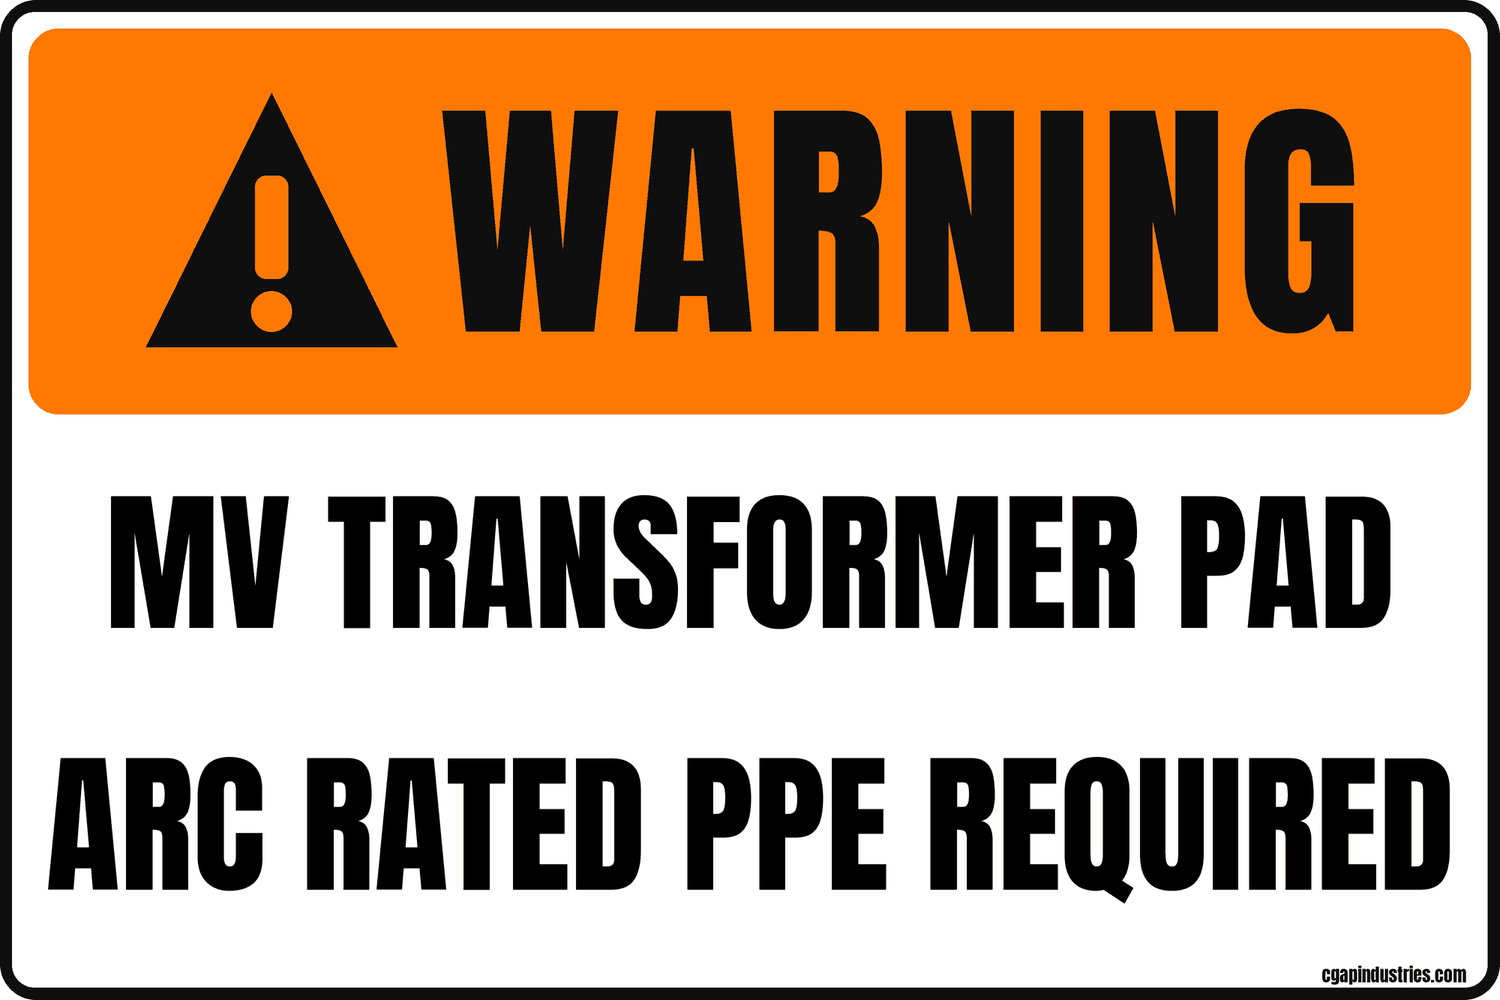 WARNING
MV TRANSFORMER PAD
ARC RATED PPE REQUIRED
cgapindustries.com